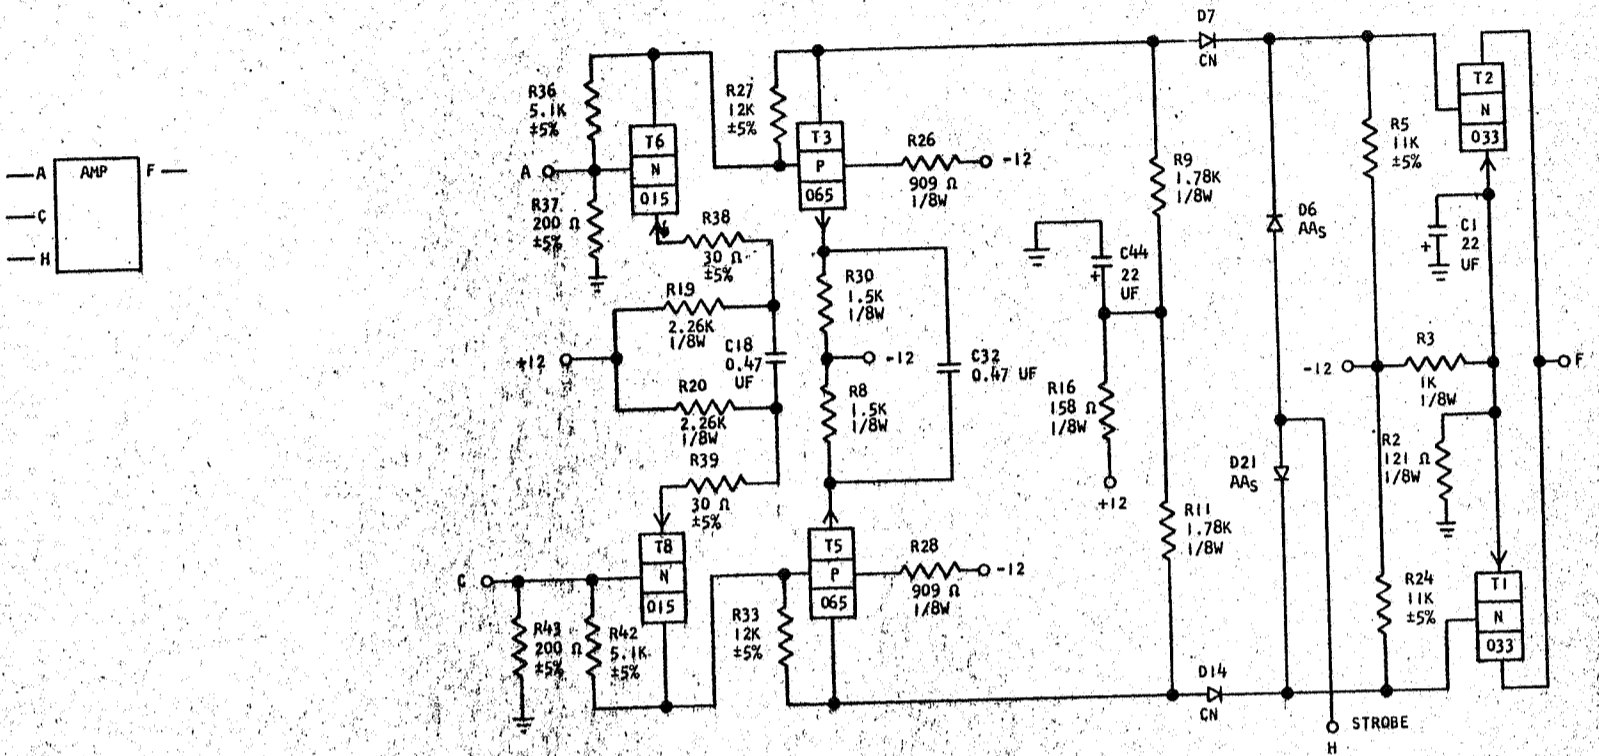 A AMP F
C
H
R36
5.1K
±5%
A
R37
200 Ω
±5%
T6
N
015
R38
30 Ω
±5%
R19
2.26K
1/8W
+12
C18
0.47
UF
R20
2.26K
1/8W
R39
30 Ω
±5%
T8
N
015
C
R43
200 Ω
±5%
R42
5.1K
±5%
R27
12K
±5%
T3
P
065
R26
909 Ω
1/8W
-12
R30
1.5K
1/8W
-12
R8
1.5K
1/8W
C32
0.47 UF
T5
P
065
R28
909 Ω
1/8W
-12
R33
12K
±5%
D7
CN
R9
1.78K
1/8W
C44
22
UF
+
R16
158 Ω
1/8W
+12
R11
1.78K
1/8W
D14
CN
D6
AAS
D21
AAS
STROBE
H
R5
11K
±5%
T2
N
033
C1
22
UF
+
-12
R3
1K
1/8W
F
R2
121 Ω
1/8W
R24
11K
±5%
T1
N
033